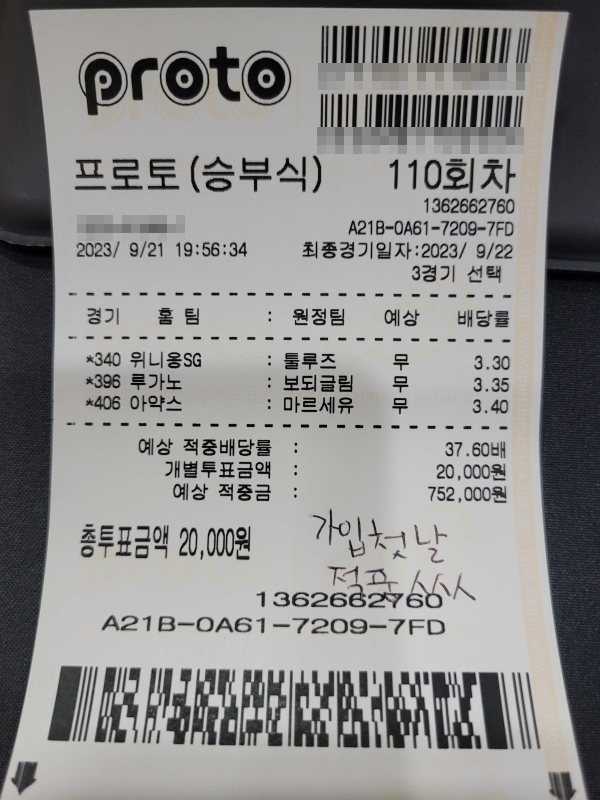 proto
프로토(승부식) 110회차
1362662760
A21B-0A61-7209-7FD
2023/ 9/21 19:56:34 최종경기일자:2023/ 9/22
3경기 선택
경기 홈 팀 : 원정팀 예상 배당률
*340 위니옹SG : 툴루즈 무 3.30
*396 루가노 : 보되글림 무 3.35
*406 아약스 : 마르세유 무 3.40
예상 적중배당률 : 37.60배
개별투표금액 : 20,000원
예상 적중금 : 752,000원
총투표금액 20,000원
가입첫날
적품ㅅㅅㅅ
1362662760
A21B-0A61-7209-7FD